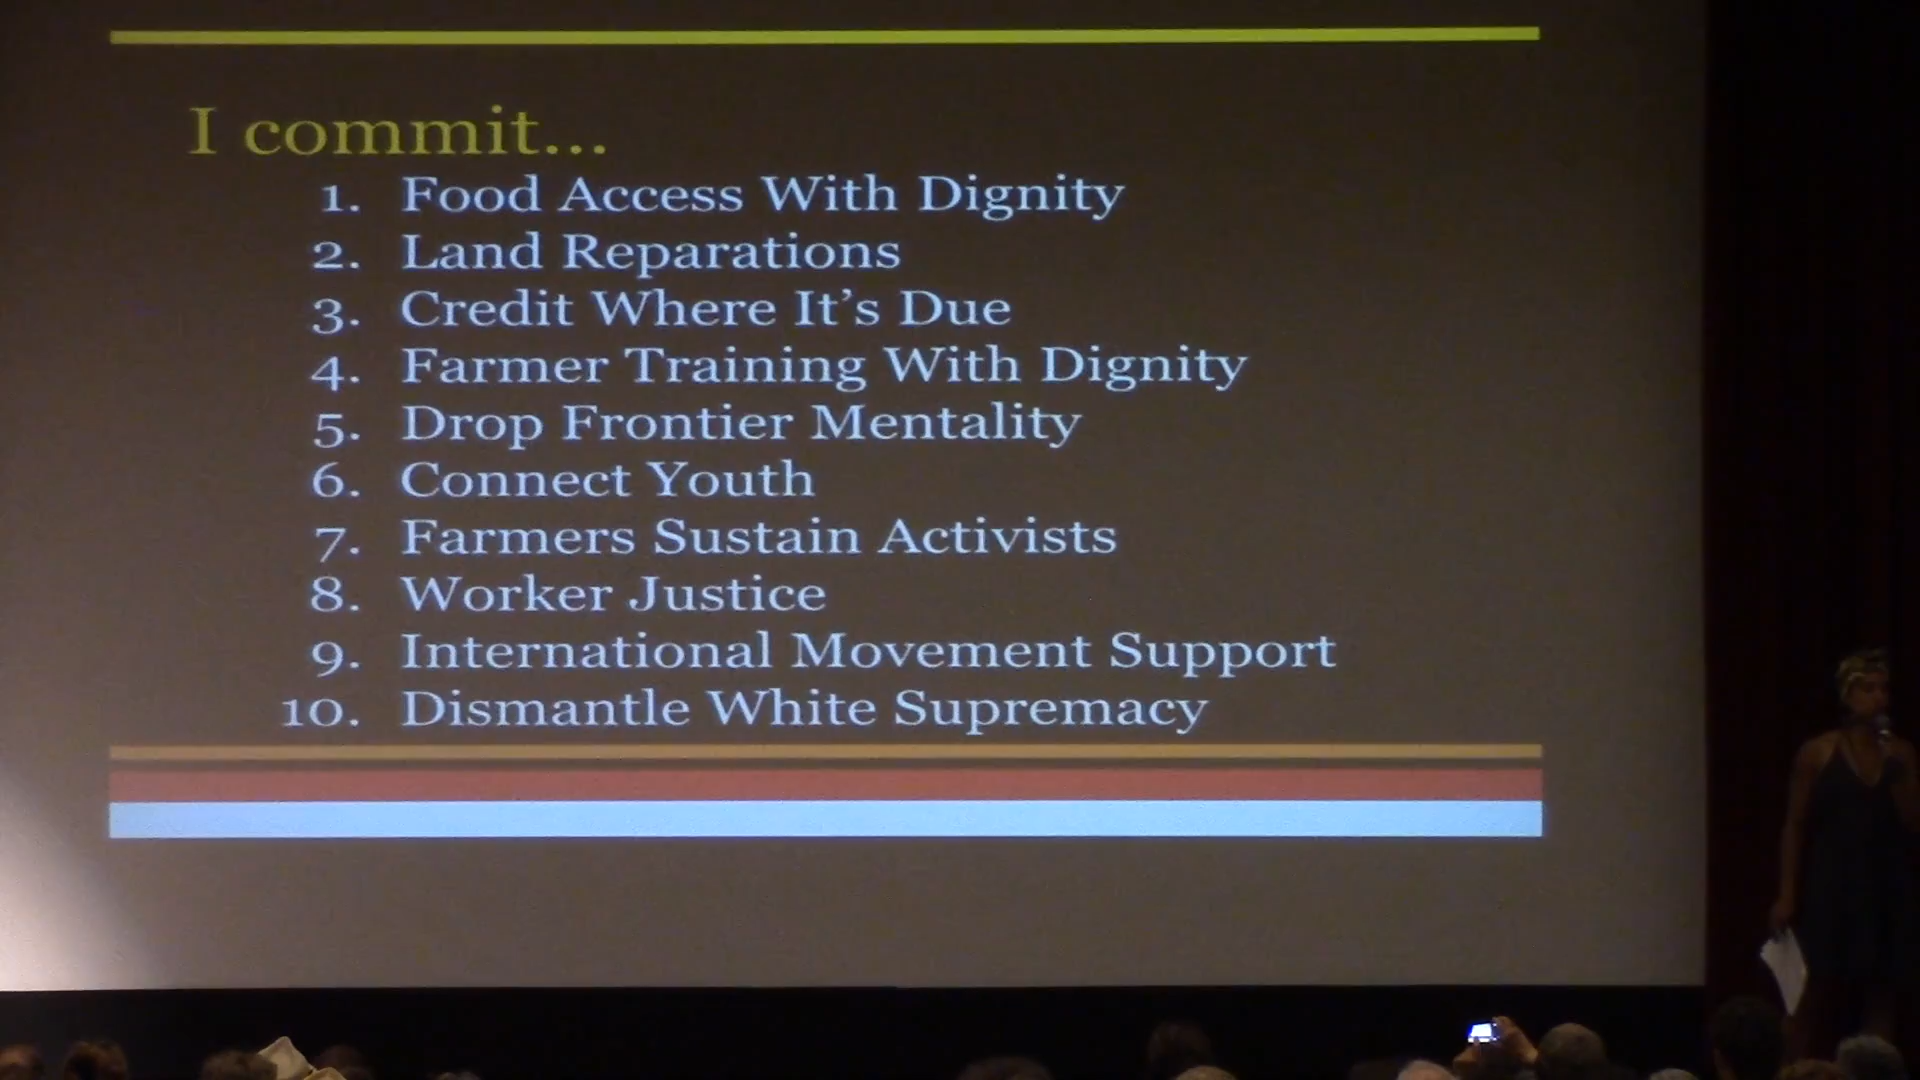 I commit...
1. Food Access With Dignity
2. Land Reparations
3. Credit Where It’s Due
4. Farmer Training With Dignity
5. Drop Frontier Mentality
6. Connect Youth
7. Farmers Sustain Activists
8. Worker Justice
9. International Movement Support
10. Dismantle White Supremacy